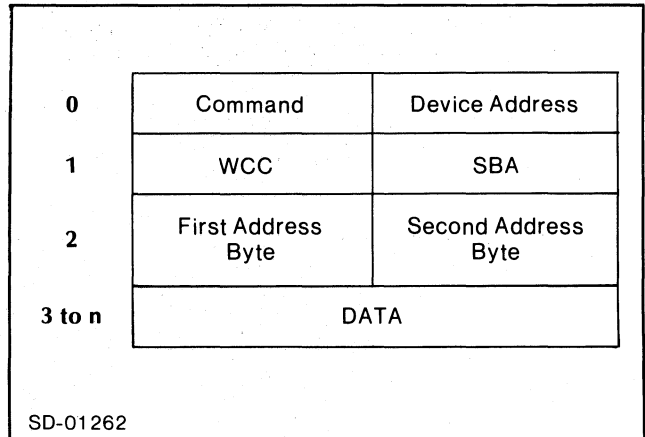 0 Command Device Address
1 WCC SBA
2 First Address Byte Second Address Byte
3 to n DATA
SD-01262